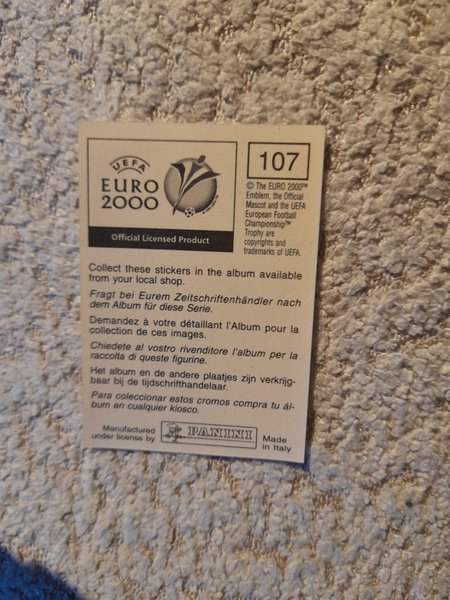 UEFA
EURO
2000
Official Licensed Product
107
© The EURO 2000™
Emblem, the Official
Mascot and the UEFA
European Football
Championship™
Trophy are
copyrights and
trademarks of UEFA.
Collect these stickers in the album available
from your local shop.
Fragt bei Eurem Zeitschriftenhändler nach
dem Album für diese Serie.
Demandez à votre détaillant l'Album pour la
collection de ces images.
Chiedete al vostro rivenditore l'album per la
raccolta di queste figurine.
Het album en de andere plaatjes zijn verkrijg-
baar bij de tijdschrifthandelaar.
Para coleccionar estos cromos compra tu ál-
bum en cualquier kiosco.
Manufactured
under license by
PANINI
Made
in Italy